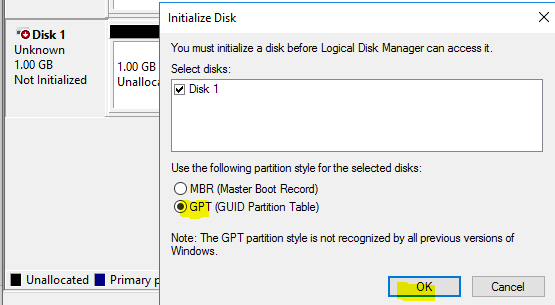 Disk 1
Unknown
1.00 GB
Not Initialized
1.00 GB
Unalloca
Unallocated
Primary p
Initialize Disk
You must initialize a disk before Logical Disk Manager can access it.
Select disks:
Disk 1
Use the following partition style for the selected disks:
MBR (Master Boot Record)
GPT (GUID Partition Table)
Note: The GPT partition style is not recognized by all previous versions of
Windows.
OK
Cancel